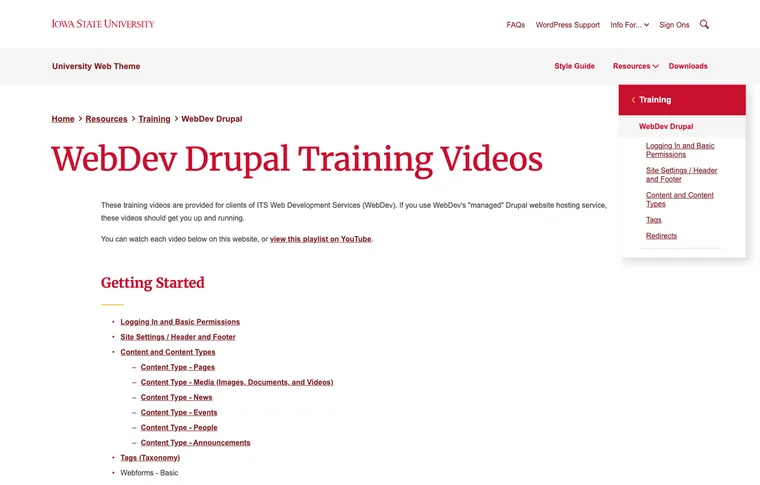 IOWA STATE UNIVERSITY
FAQs WordPress Support Info For... Sign Ons
University Web Theme
Style Guide Resources Downloads
Training
WebDev Drupal
Logging In and Basic
Permissions
Site Settings / Header
and Footer
Content and Content
Types
Tags
Redirects
Home Resources Training WebDev Drupal
WebDev Drupal Training Videos
These training videos are provided for clients of ITS Web Development Services (WebDev). If you use WebDev's "managed" Drupal website hosting service,
these videos should get you up and running.
You can watch each video below on this website, or view this playlist on YouTube.
Getting Started
• Logging In and Basic Permissions
• Site Settings / Header and Footer
• Content and Content Types
– Content Type - Pages
– Content Type - Media (Images, Documents, and Videos)
– Content Type - News
– Content Type - Events
– Content Type - People
– Content Type - Announcements
• Tags (Taxonomy)
• Webforms - Basic